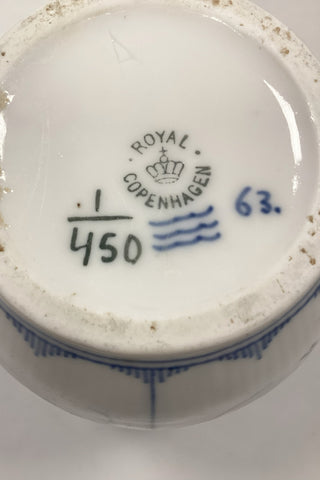 ROYAL
COPENHAGEN
.1
450
63.